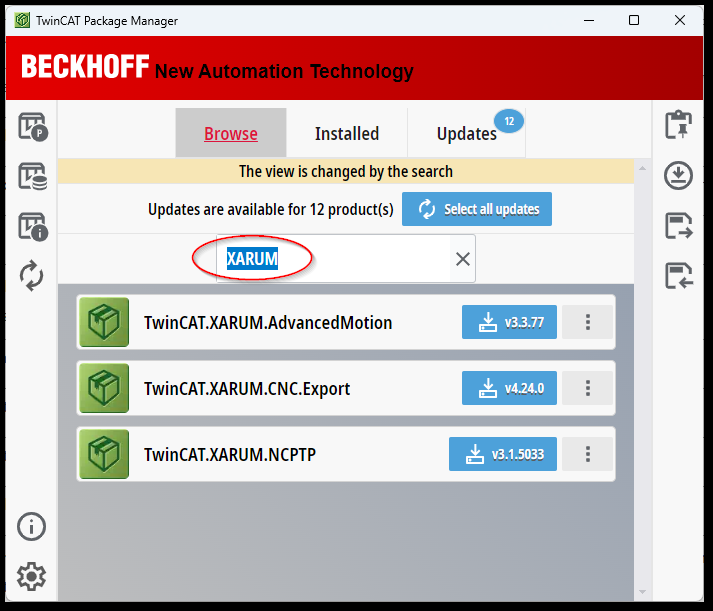 TwinCAT Package Manager
BECKHOFF New Automation Technology
Browse Installed Updates 12
The view is changed by the search
Updates are available for 12 product(s) Select all updates
XARUM
TwinCAT.XARUM.AdvancedMotion v3.3.77
TwinCAT.XARUM.CNC.Export v4.24.0
TwinCAT.XARUM.NCPTP v3.1.5033
P